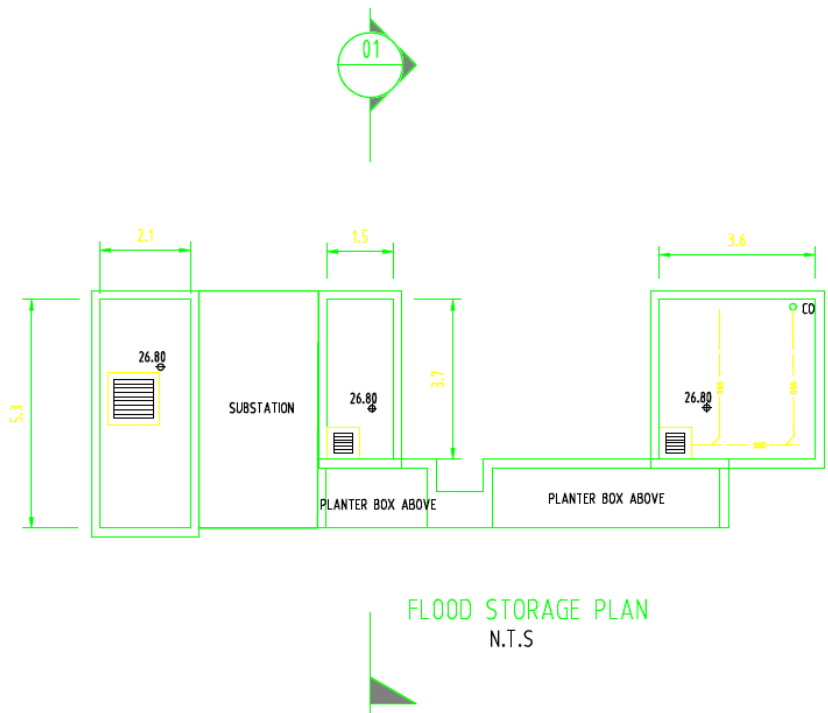 01
2.1
1.5
3.6
CO
26.80
5.3
SUBSTATION
26.80
3.7
26.80
PLANTER BOX ABOVE
PLANTER BOX ABOVE
FLOOD STORAGE PLAN
N.T.S